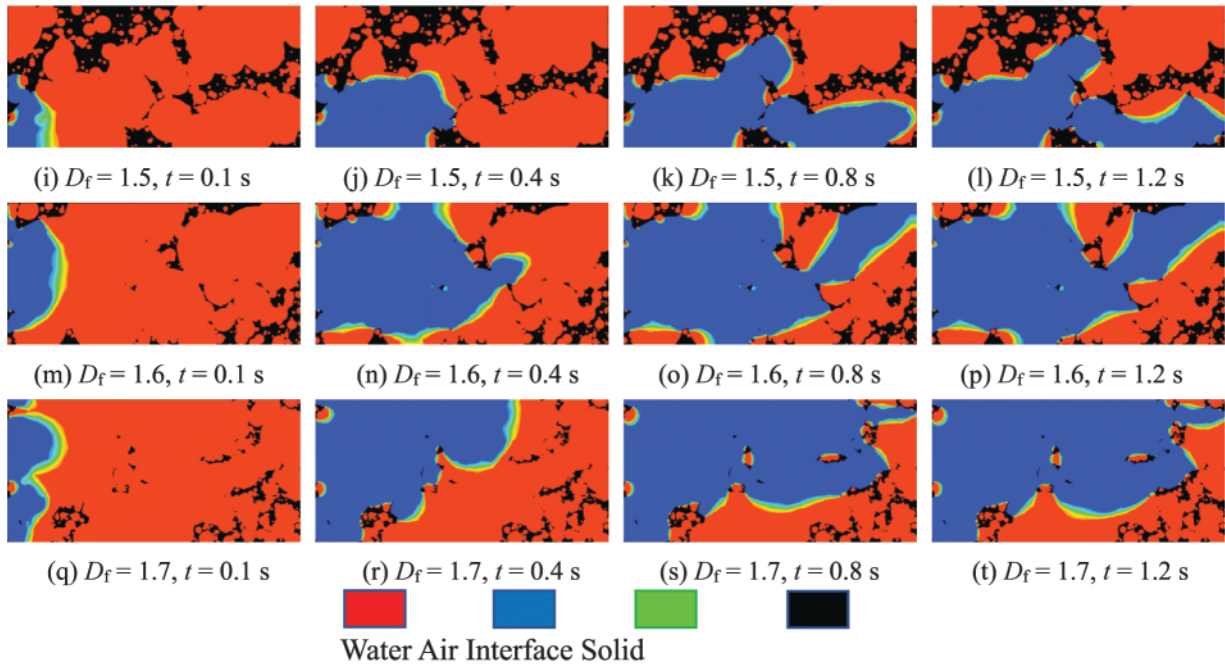 (i) Df = 1.5, t = 0.1 s (j) Df = 1.5, t = 0.4 s (k) Df = 1.5, t = 0.8 s (l) Df = 1.5, t = 1.2 s
(m) Df = 1.6, t = 0.1 s (n) Df = 1.6, t = 0.4 s (o) Df = 1.6, t = 0.8 s (p) Df = 1.6, t = 1.2 s
(q) Df = 1.7, t = 0.1 s (r) Df = 1.7, t = 0.4 s (s) Df = 1.7, t = 0.8 s (t) Df = 1.7, t = 1.2 s
Water Air Interface Solid